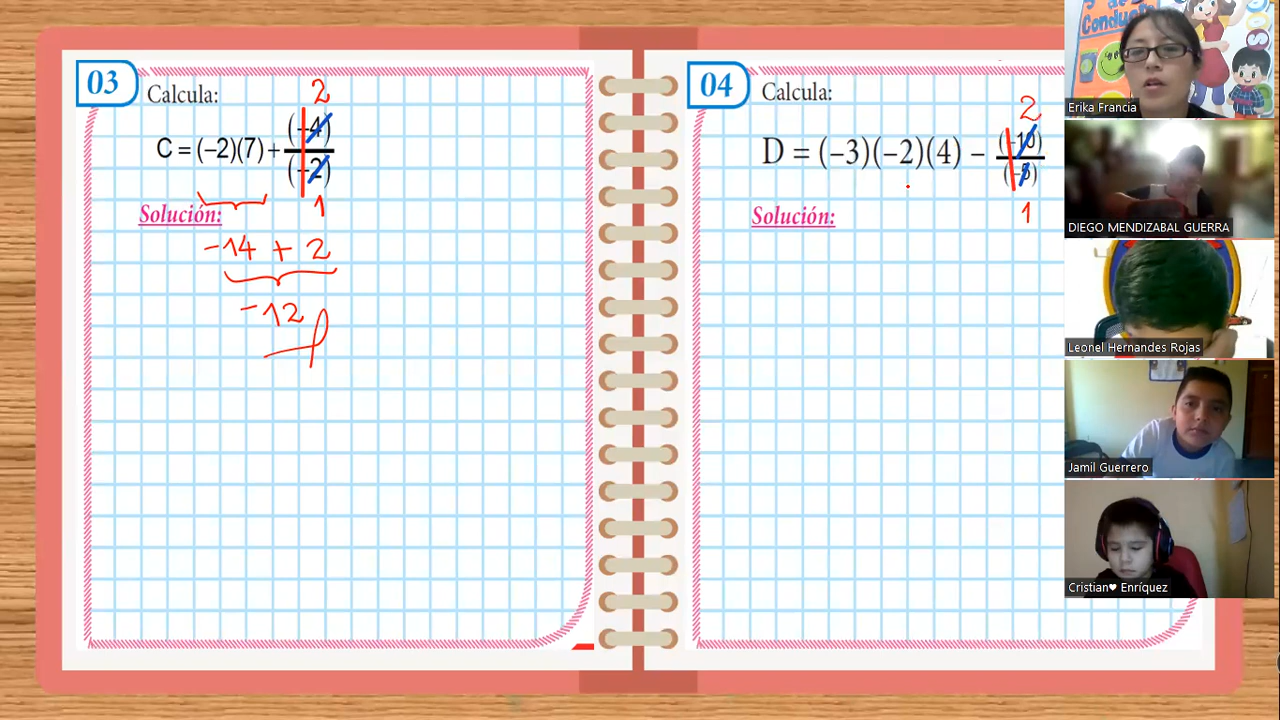 03
Calcula:
2
C = (–2)(7) + (–4)/(–2)
1
Solución:
-14 + 2
-12
04
Calcula:
2
D = (–3)(–2)(4) – (–10)/(–5)
1
Solución:
Conducta
Erika Francia
DIEGO MENDIZABAL GUERRA
Leonel Hernandes Rojas
Jamil Guerrero
Cristian♥ Enríquez